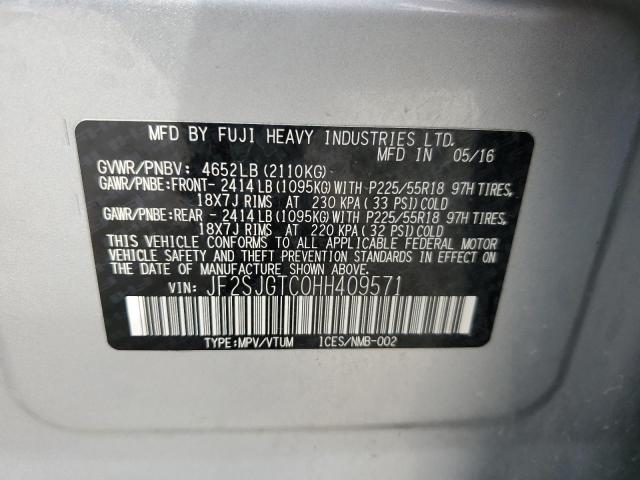 MFD BY FUJI HEAVY INDUSTRIES LTD.
MFD IN 05/16
GVWR/PNBV: 4652LB (2110KG)
GAWR/PNBE:FRONT- 2414LB (1095KG) WITH P225/55R18 97H TIRES,
18X7J RIMS AT 230 KPA (33 PSI) COLD
GAWR/PNBE:REAR - 2414LB (1095KG) WITH P225/55R18 97H TIRES,
18X7J RIMS AT 220 KPA (32 PSI) COLD
THIS VEHICLE CONFORMS TO ALL APPLICABLE FEDERAL MOTOR
VEHICLE SAFETY AND THEFT PREVENTION STANDARDS IN
EFFECT ON THE DATE OF MANUFACTURE SHOWN ABOVE.
VIN: JF2SJGTC0HH409571
TYPE:MPV/VTUM ICES/NMB-002